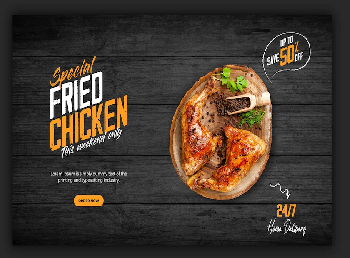 Special
FRIED
CHICKEN
This weekend only
Lorem Ipsum is simply dummy text of the
printing and typesetting industry.
ORDER NOW
UP TO
SAVE 50% OFF
24/7
Home Delivery